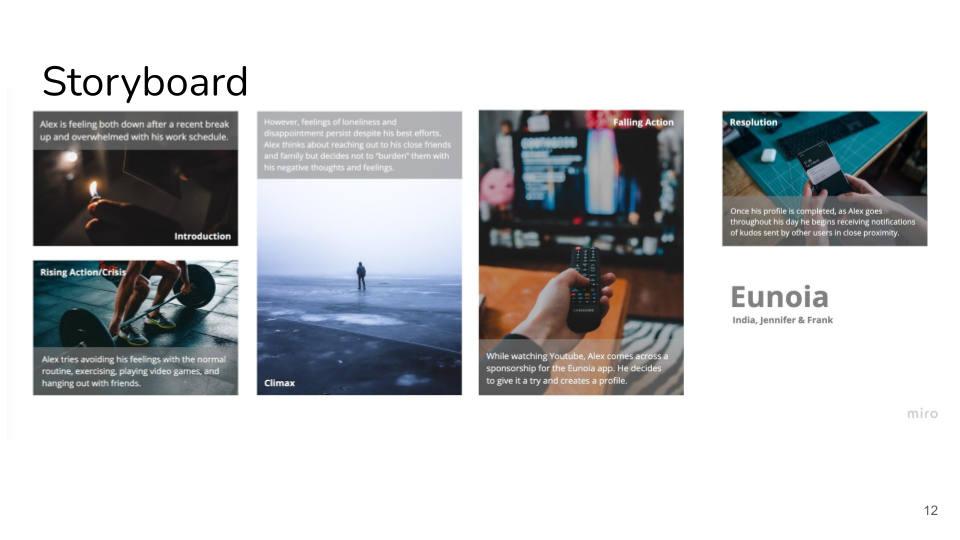 Storyboard
Alex is feeling both down after a recent break
up and overwhelmed with his work schedule.
Introduction
Rising Action/Crisis
Alex tries avoiding his feelings with the normal
routine, exercising, playing video games, and
hanging out with friends.
However, feelings of loneliness and
disappointment persist despite his best efforts.
Alex thinks about reaching out to his close friends
and family but decides not to "burden" them with
his negative thoughts and feelings.
Climax
Falling Action
While watching Youtube, Alex comes across a
sponsorship for the Eunoia app. He decides
to give it a try and creates a profile.
Resolution
Once his profile is completed, as Alex goes
throughout his day he begins receiving notifications
of kudos sent by other users in close proximity.
Eunoia
India, Jennifer & Frank
miro
12